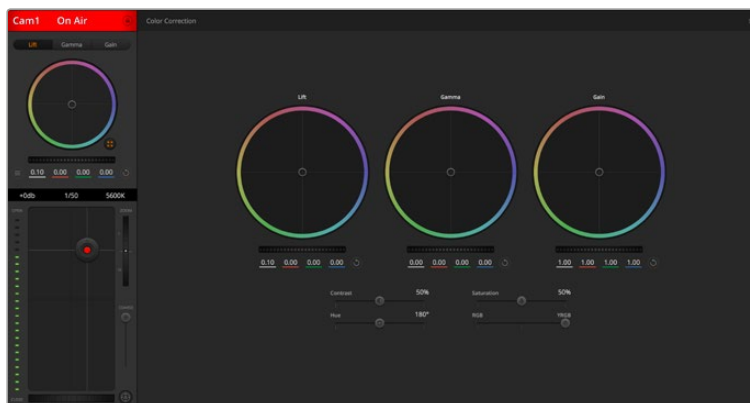 Cam1 On Air
Color Correction
Lift Gamma Gain
0.10 0.00 0.00 0.00
+0db 1/50 5600K
ZOOM
Lift Gamma Gain
0.10 0.00 0.00 0.00
0.00 0.00 0.00 0.00
1.00 1.00 1.00 1.00
Contrast 50%
Saturation 50%
Hue 180°
RGB YRGB